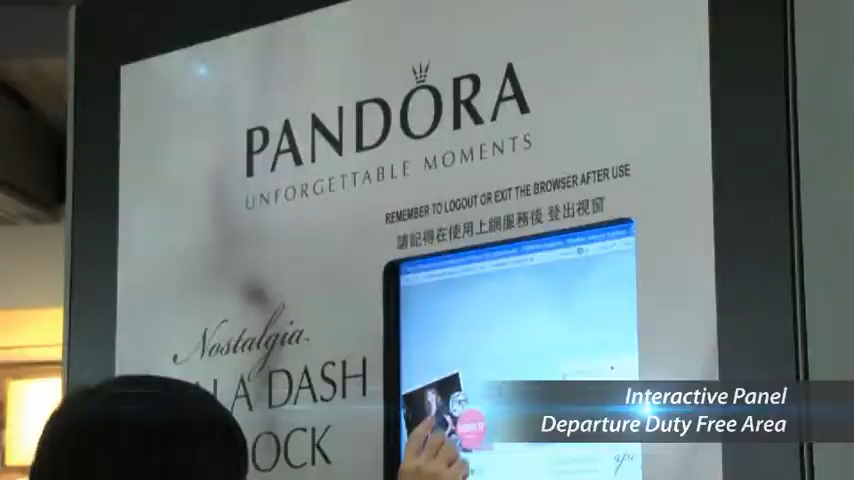 PANDORA
UNFORGETTABLE MOMENTS
REMEMBER TO LOGOUT OR EXIT THE BROWSER AFTER USE
請記得在使用上網服務後 登出視窗
Nostalgia.
A DASH
OCK
Interactive Panel
Departure Duty Free Area